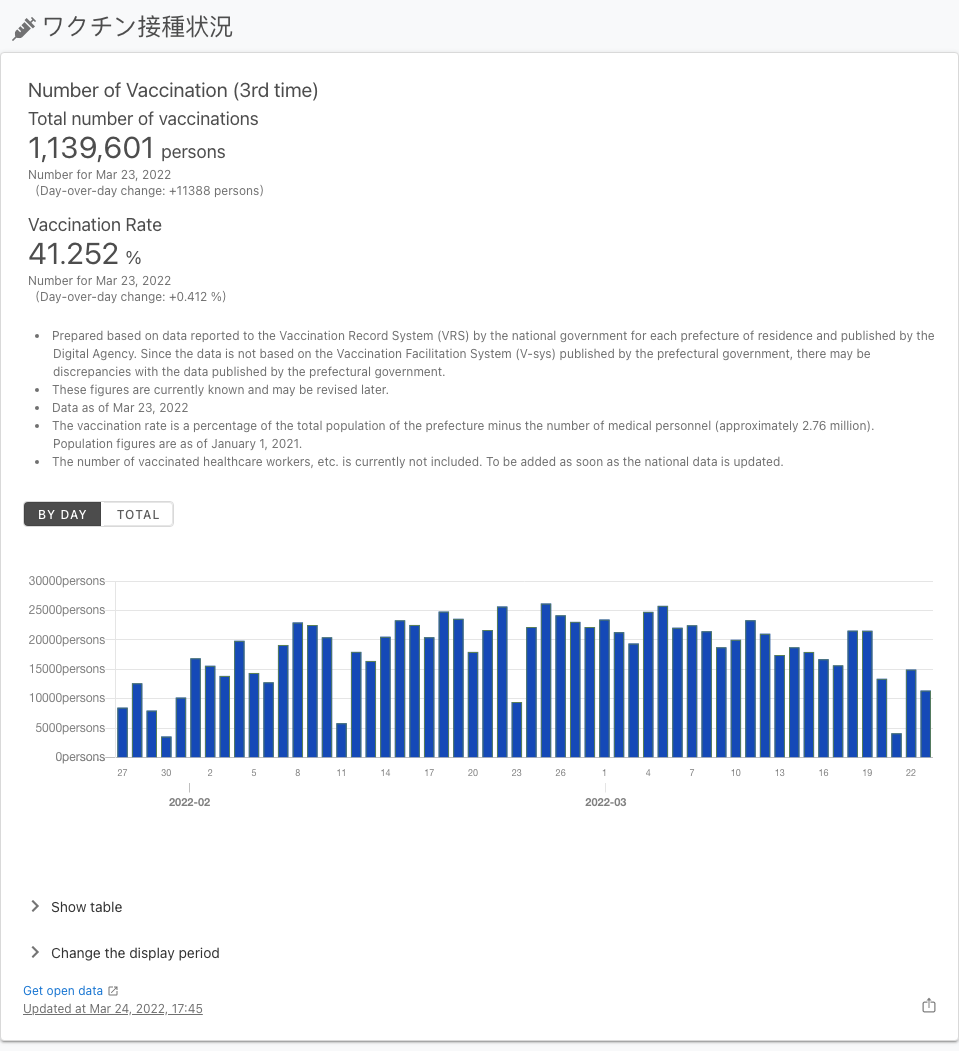 ワクチン接種状況
Number of Vaccination (3rd time)
Total number of vaccinations
1,139,601 persons
Number for Mar 23, 2022
(Day-over-day change: +11388 persons)
Vaccination Rate
41.252 %
Number for Mar 23, 2022
(Day-over-day change: +0.412 %)
• Prepared based on data reported to the Vaccination Record System (VRS) by the national government for each prefecture of residence and published by the
Digital Agency. Since the data is not based on the Vaccination Facilitation System (V-sys) published by the prefectural government, there may be
discrepancies with the data published by the prefectural government.
• These figures are currently known and may be revised later.
• Data as of Mar 23, 2022
• The vaccination rate is a percentage of the total population of the prefecture minus the number of medical personnel (approximately 2.76 million).
Population figures are as of January 1, 2021.
• The number of vaccinated healthcare workers, etc. is currently not included. To be added as soon as the national data is updated.
BY DAY TOTAL
30000persons
25000persons
20000persons
15000persons
10000persons
5000persons
0persons
27 30 2 5 8 11 14 17 20 23 26 1 4 7 10 13 16 19 22
2022-02 2022-03
Show table
Change the display period
Get open data
Updated at Mar 24, 2022, 17:45